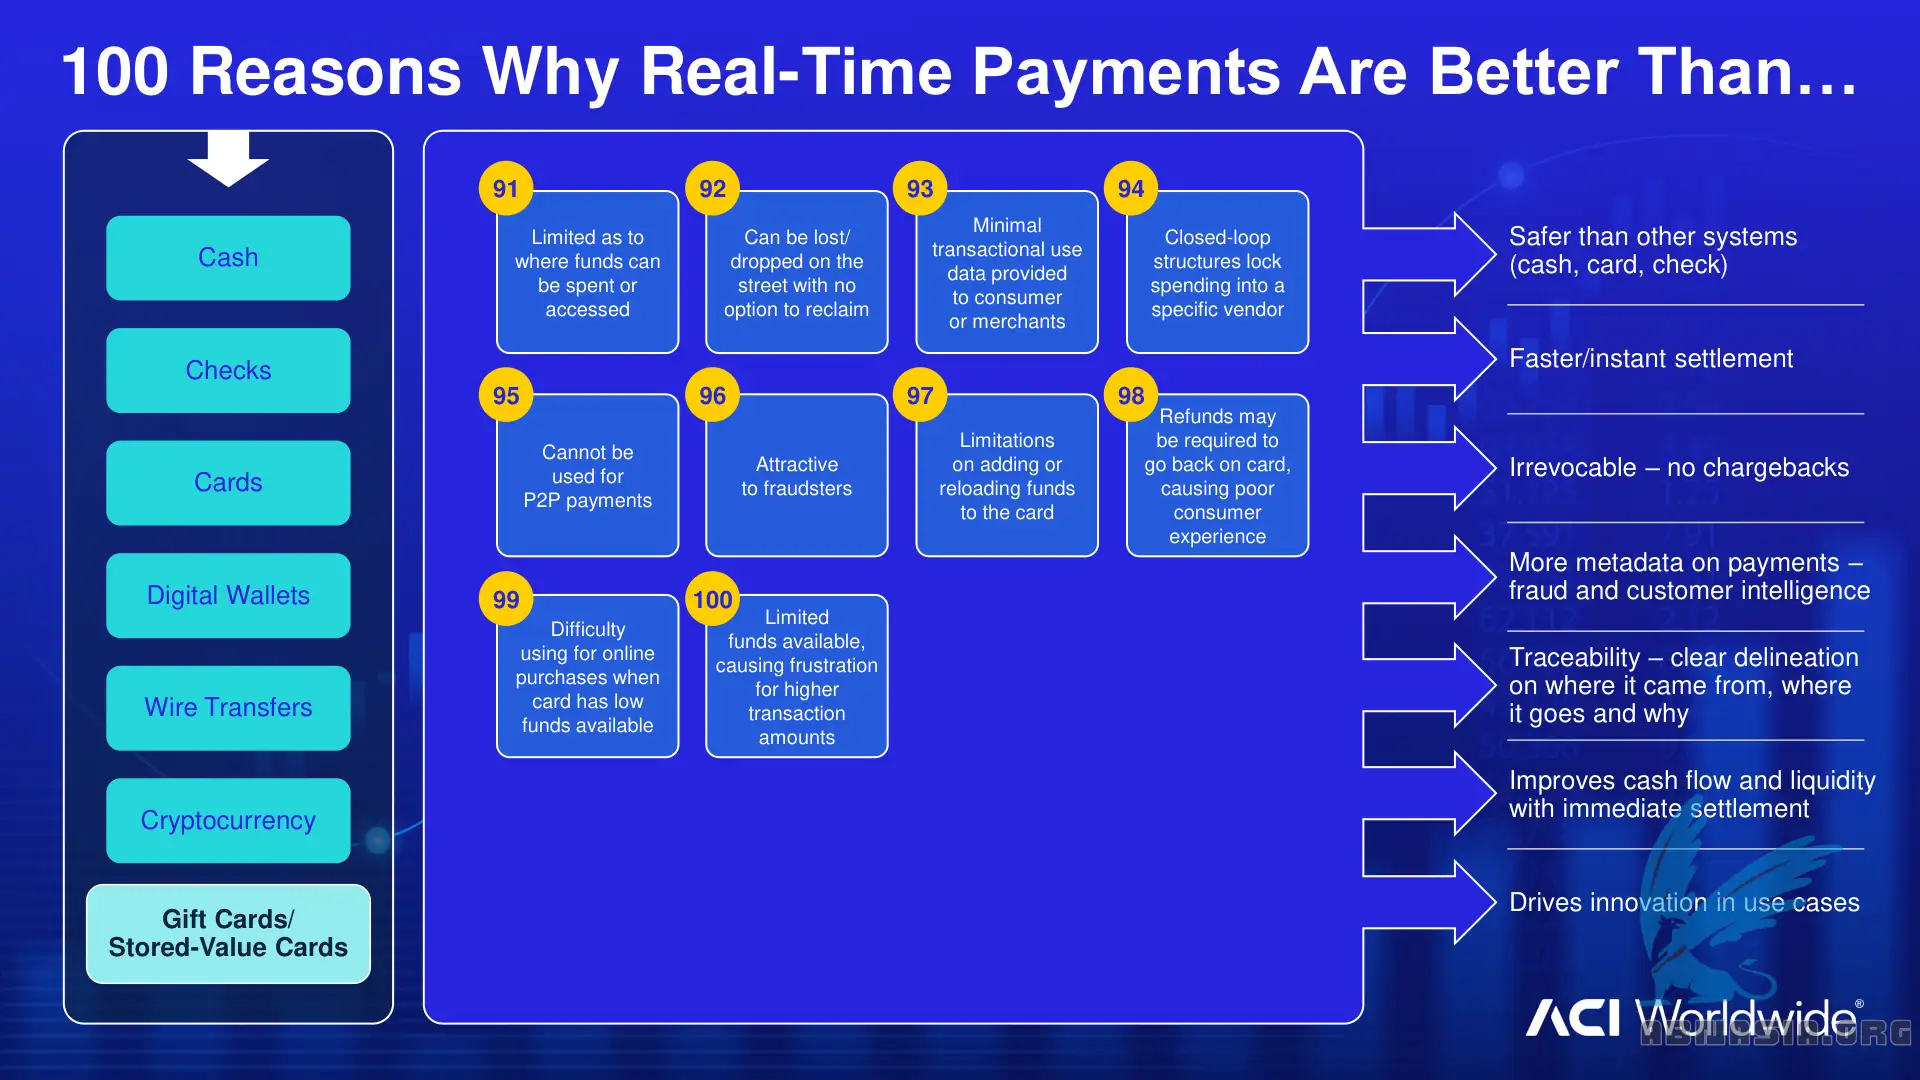 100 Reasons Why Real-Time Payments Are Better Than…
Cash
Checks
Cards
Digital Wallets
Wire Transfers
Cryptocurrency
Gift Cards/
Stored-Value Cards
91
Limited as to
where funds can
be spent or
accessed
92
Can be lost/
dropped on the
street with no
option to reclaim
93
Minimal
transactional use
data provided
to consumer
or merchants
94
Closed-loop
structures lock
spending into a
specific vendor
95
Cannot be
used for
P2P payments
96
Attractive
to fraudsters
97
Limitations
on adding or
reloading funds
to the card
98
Refunds may
be required to
go back on card,
causing poor
consumer
experience
99
Difficulty
using for online
purchases when
card has low
funds available
100
Limited
funds available,
causing frustration
for higher
transaction
amounts
Safer than other systems
(cash, card, check)
Faster/instant settlement
Irrevocable – no chargebacks
More metadata on payments –
fraud and customer intelligence
Traceability – clear delineation
on where it came from, where
it goes and why
Improves cash flow and liquidity
with immediate settlement
Drives innovation in use cases
ACI Worldwide®
ABIJASIA.ORG